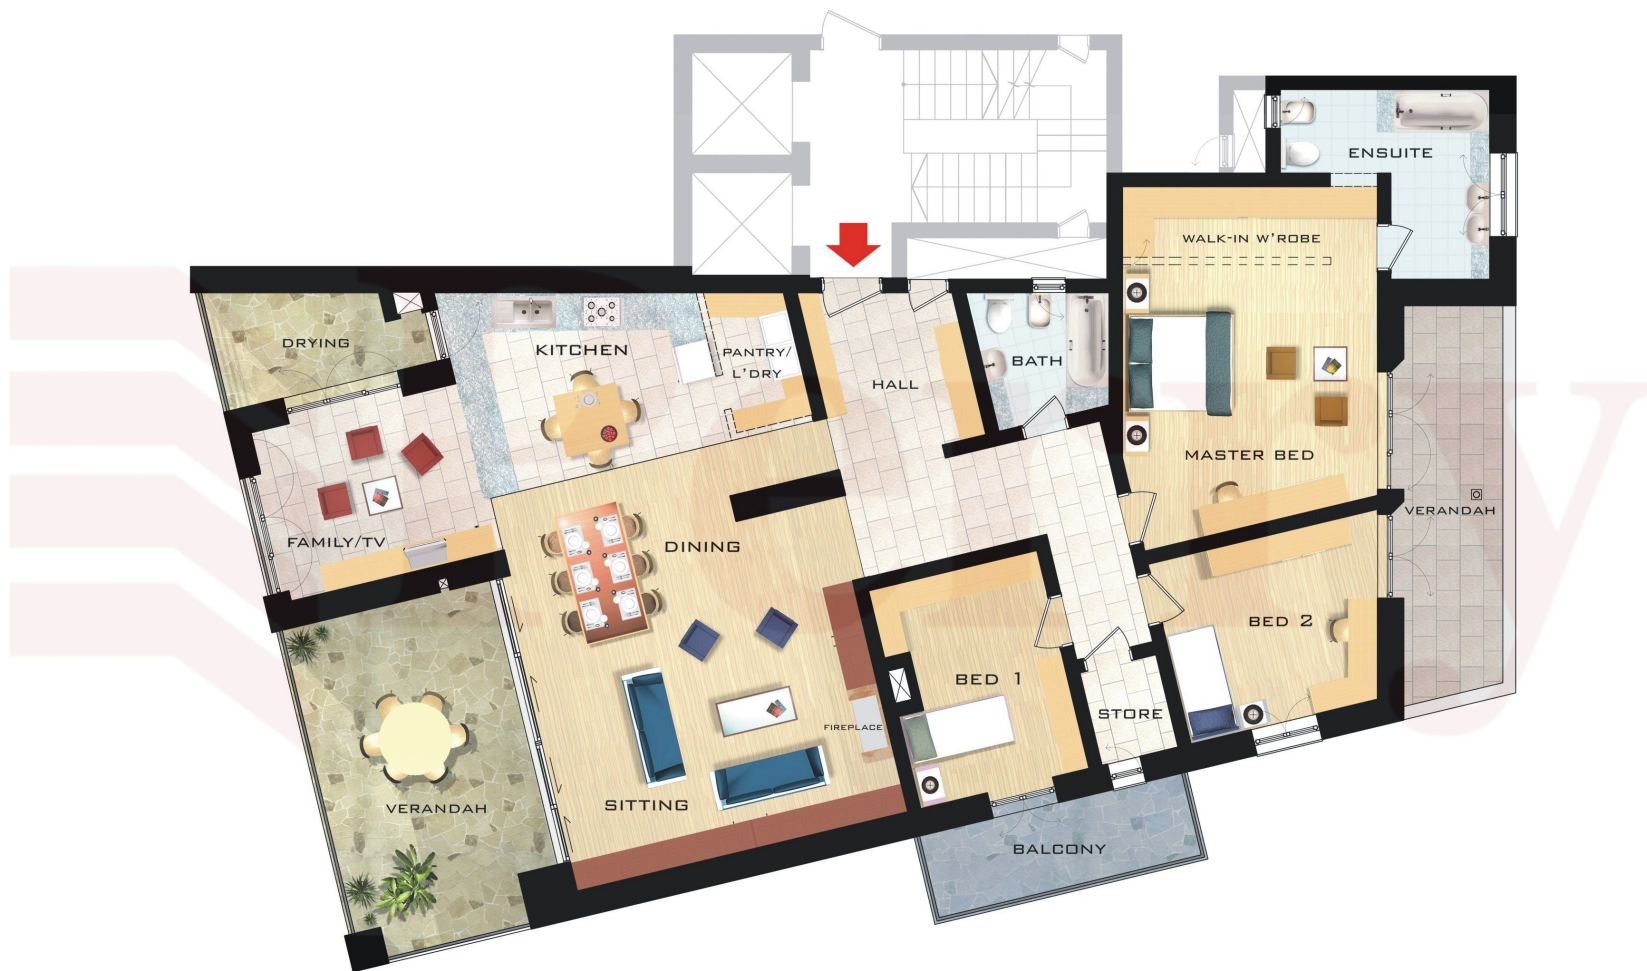 ENSUITE
WALK-IN W'ROBE
DRYING
KITCHEN
PANTRY/
L'DRY
HALL
BATH
MASTER BED
VERANDAH
FAMILY/TV
DINING
BED 2
BED 1
STORE
FIREPLACE
SITTING
VERANDAH
BALCONY